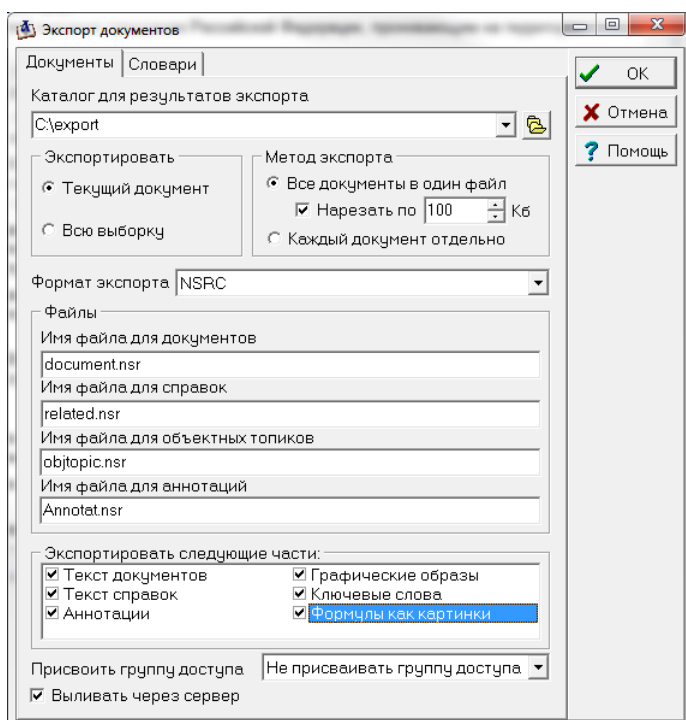 Экспорт документов
Документы
Словари
Каталог для результатов экспорта
C:\export
Экспортировать
Текущий документ
Всю выборку
Метод экспорта
Все документы в один файл
Нарезать по 100 Кб
Каждый документ отдельно
Формат экспорта NSRC
Файлы
Имя файла для документов
document.nsr
Имя файла для справок
related.nsr
Имя файла для объектных топиков
objtopic.nsr
Имя файла для аннотаций
Annotat.nsr
Экспортировать следующие части:
Текст документов
Текст справок
Аннотации
Графические образы
Ключевые слова
Формулы как картинки
Присвоить группу доступа Не присваивать группу доступа
Выливать через сервер
OK
Отмена
Помощь